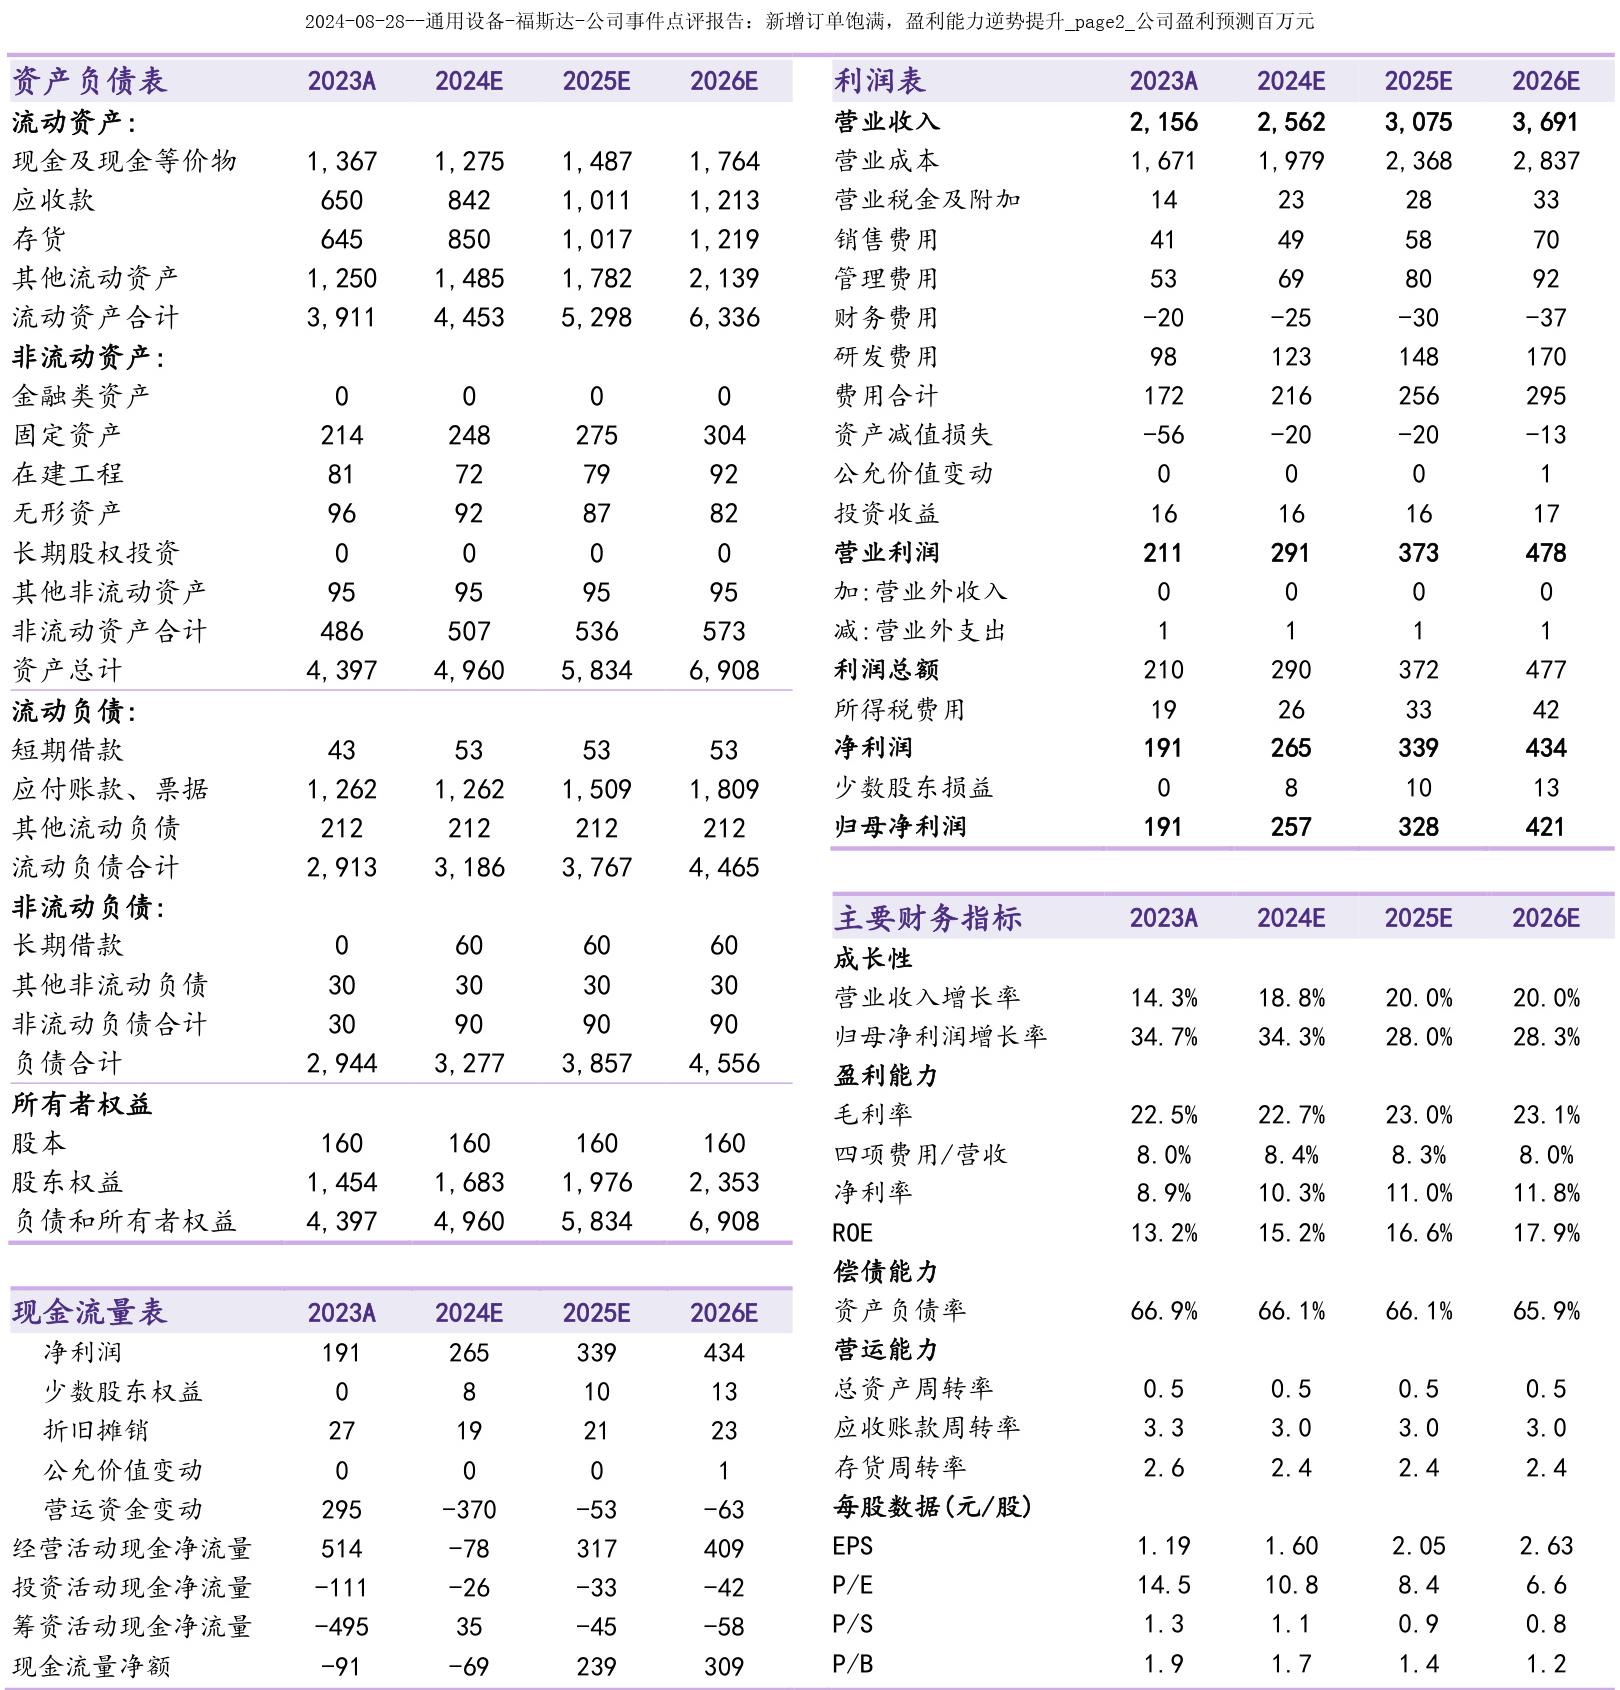 2024-08-28--通用设备-福斯达-公司事件点评报告：新增订单饱满，盈利能力逆势提升_page2_公司盈利预测百万元
资产负债表 2023A 2024E 2025E 2026E
流动资产:
现金及现金等价物 1,367 1,275 1,487 1,764
应收款 650 842 1,011 1,213
存货 645 850 1,017 1,219
其他流动资产 1,250 1,485 1,782 2,139
流动资产合计 3,911 4,453 5,298 6,336
非流动资产:
金融类资产 0 0 0 0
固定资产 214 248 275 304
在建工程 81 72 79 92
无形资产 96 92 87 82
长期股权投资 0 0 0 0
其他非流动资产 95 95 95 95
非流动资产合计 486 507 536 573
资产总计 4,397 4,960 5,834 6,908
流动负债:
短期借款 43 53 53 53
应付账款、票据 1,262 1,262 1,509 1,809
其他流动负债 212 212 212 212
流动负债合计 2,913 3,186 3,767 4,465
非流动负债:
长期借款 0 60 60 60
其他非流动负债 30 30 30 30
非流动负债合计 30 90 90 90
负债合计 2,944 3,277 3,857 4,556
所有者权益
股本 160 160 160 160
股东权益 1,454 1,683 1,976 2,353
负债和所有者权益 4,397 4,960 5,834 6,908
现金流量表 2023A 2024E 2025E 2026E
净利润 191 265 339 434
少数股东权益 0 8 10 13
折旧摊销 27 19 21 23
公允价值变动 0 0 0 1
营运资金变动 295 -370 -53 -63
经营活动现金净流量 514 -78 317 409
投资活动现金净流量 -111 -26 -33 -42
筹资活动现金净流量 -495 35 -45 -58
现金流量净额 -91 -69 239 309
利润表 2023A 2024E 2025E 2026E
营业收入 2,156 2,562 3,075 3,691
营业成本 1,671 1,979 2,368 2,837
营业税金及附加 14 23 28 33
销售费用 41 49 58 70
管理费用 53 69 80 92
财务费用 -20 -25 -30 -37
研发费用 98 123 148 170
费用合计 172 216 256 295
资产减值损失 -56 -20 -20 -13
公允价值变动 0 0 0 1
投资收益 16 16 16 17
营业利润 211 291 373 478
加:营业外收入 0 0 0 0
减:营业外支出 1 1 1 1
利润总额 210 290 372 477
所得税费用 19 26 33 42
净利润 191 265 339 434
少数股东损益 0 8 10 13
归母净利润 191 257 328 421
主要财务指标 2023A 2024E 2025E 2026E
成长性
营业收入增长率 14.3% 18.8% 20.0% 20.0%
归母净利润增长率 34.7% 34.3% 28.0% 28.3%
盈利能力
毛利率 22.5% 22.7% 23.0% 23.1%
四项费用/营收 8.0% 8.4% 8.3% 8.0%
净利率 8.9% 10.3% 11.0% 11.8%
ROE 13.2% 15.2% 16.6% 17.9%
偿债能力
资产负债率 66.9% 66.1% 66.1% 65.9%
营运能力
总资产周转率 0.5 0.5 0.5 0.5
应收账款周转率 3.3 3.0 3.0 3.0
存货周转率 2.6 2.4 2.4 2.4
每股数据(元/股)
EPS 1.19 1.60 2.05 2.63
P/E 14.5 10.8 8.4 6.6
P/S 1.3 1.1 0.9 0.8
P/B 1.9 1.7 1.4 1.2